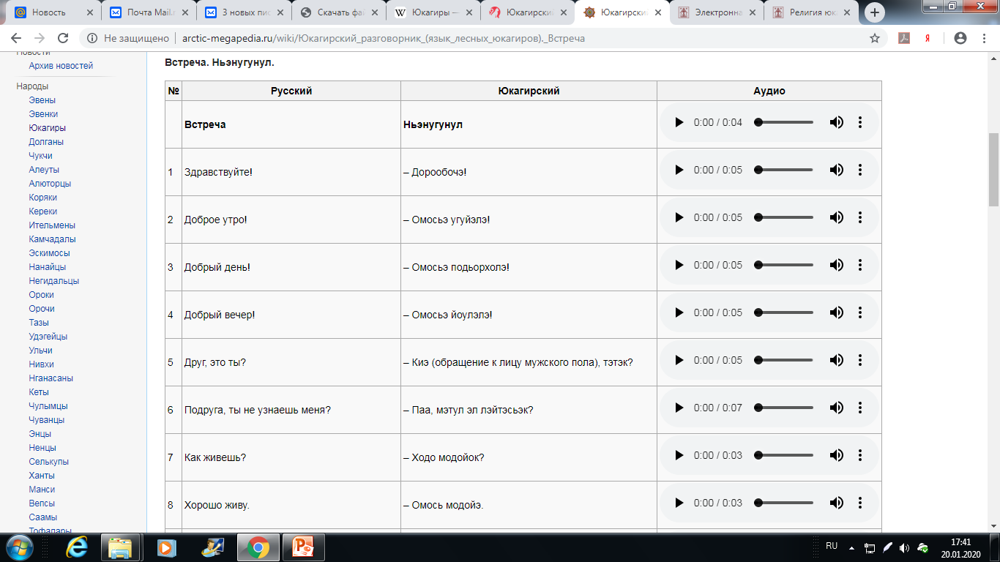 Новость
Почта Mail.r
3 новых пис
Скачать фай
Юкагиры —
Юкагирский
Юкагирски
Электронна
Религия юк
Не защищено | arctic-megapedia.ru/wiki/Юкагирский_разговорник_(язык_лесных_юкагиров)._Встреча
Новости
Архив новостей
Народы
Эвены
Эвенки
Юкагиры
Долганы
Чукчи
Алеуты
Алюторцы
Коряки
Кереки
Ительмены
Камчадалы
Эскимосы
Нанайцы
Негидальцы
Ороки
Орочи
Тазы
Удэгейцы
Ульчи
Нивхи
Нганасаны
Кеты
Чулымцы
Чуванцы
Энцы
Ненцы
Селькупы
Ханты
Манси
Вепсы
Саамы
Тофалары
Встреча. Ньэнугунул.
№ Русский Юкагирский Аудио
Встреча Ньэнугунул 0:00 / 0:04
1 Здравствуйте! – Дорообочэ! 0:00 / 0:05
2 Доброе утро! – Омосьэ угуйэлэ! 0:00 / 0:05
3 Добрый день! – Омосьэ подьорхолэ! 0:00 / 0:05
4 Добрый вечер! – Омосьэ йоулэлэ! 0:00 / 0:05
5 Друг, это ты? – Киэ (обращение к лицу мужского пола), тэтэк? 0:00 / 0:05
6 Подруга, ты не узнаешь меня? – Паа, мэтул эл лэйтэсьэк? 0:00 / 0:07
7 Как живешь? – Ходо модойок? 0:00 / 0:03
8 Хорошо живу. – Омось модойэ. 0:00 / 0:03
RU
17:41
20.01.2020